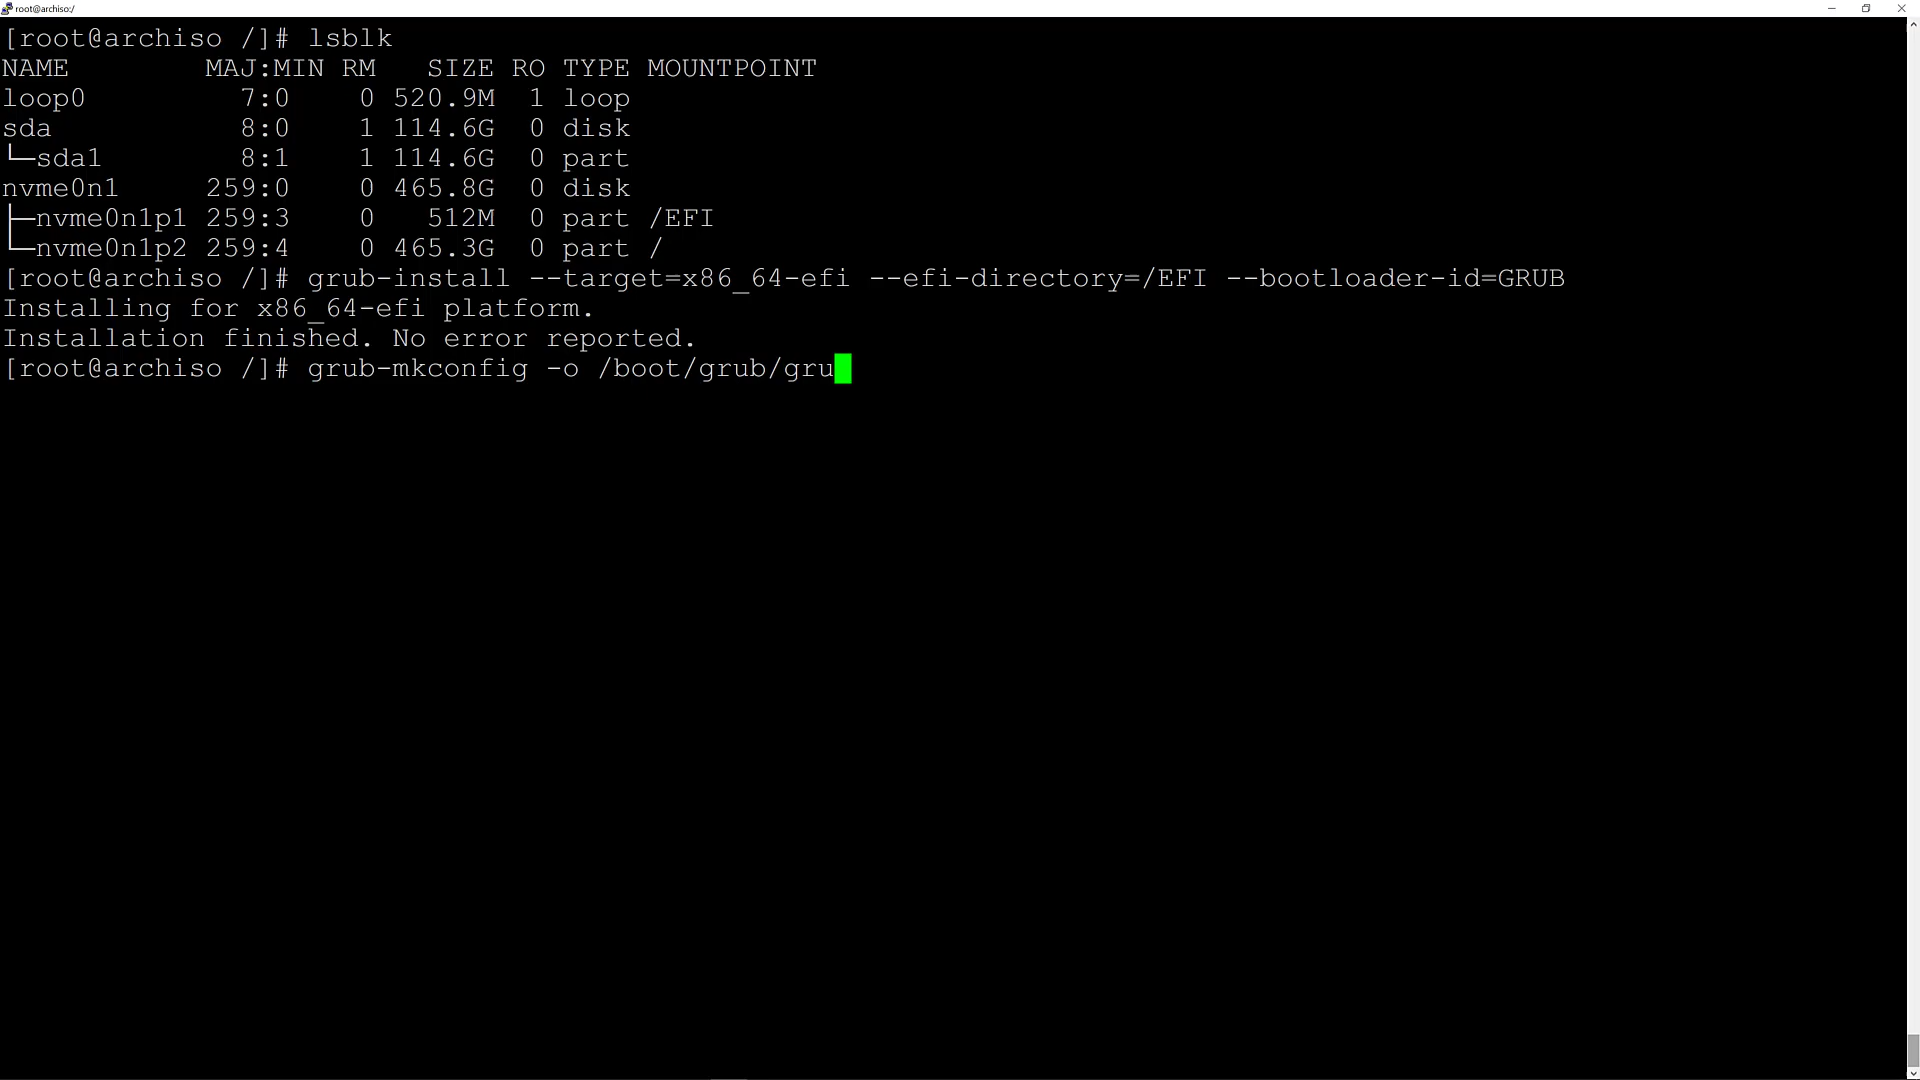 root@archiso:/
[root@archiso /]# lsblk
NAME        MAJ:MIN RM   SIZE RO TYPE MOUNTPOINT
loop0         7:0    0 520.9M  1 loop
sda           8:0    1 114.6G  0 disk
└─sda1        8:1    1 114.6G  0 part
nvme0n1     259:0    0 465.8G  0 disk
├─nvme0n1p1 259:3    0   512M  0 part /EFI
└─nvme0n1p2 259:4    0 465.3G  0 part /
[root@archiso /]# grub-install --target=x86_64-efi --efi-directory=/EFI --bootloader-id=GRUB
Installing for x86_64-efi platform.
Installation finished. No error reported.
[root@archiso /]# grub-mkconfig -o /boot/grub/gru